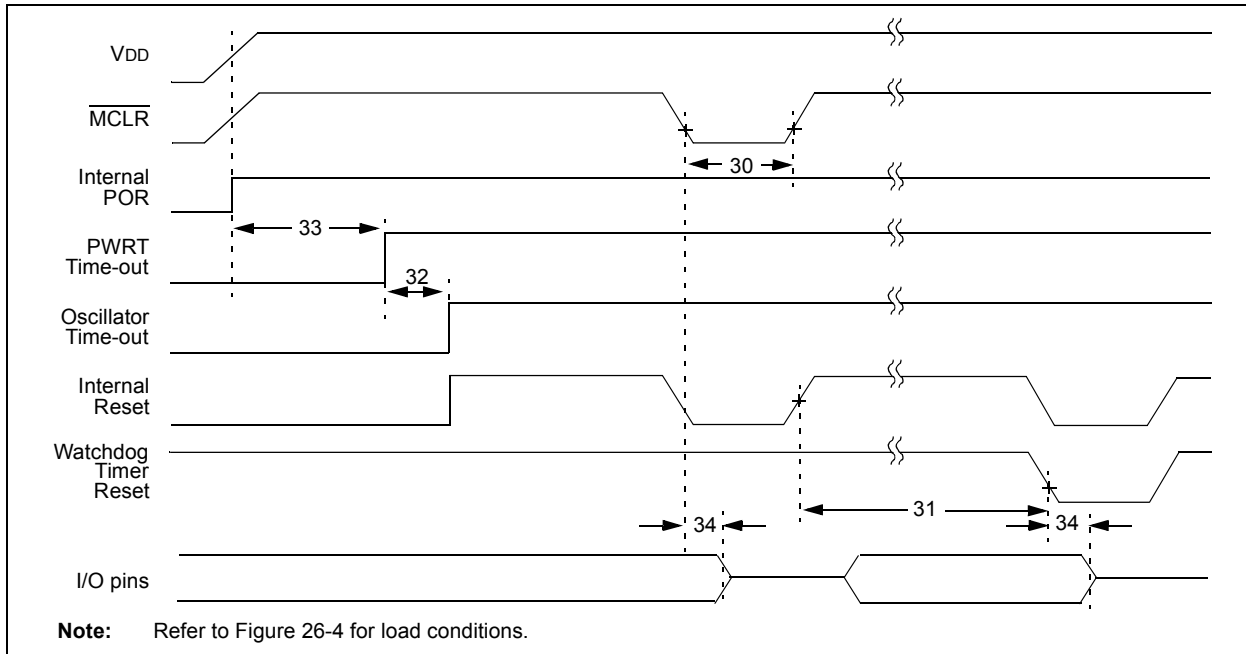 VDD
MCLR
Internal
POR
30
33
PWRT
Time-out
32
Oscillator
Time-out
Internal
Reset
Watchdog
Timer
Reset
31
34
34
I/O pins
Note: Refer to Figure 26-4 for load conditions.